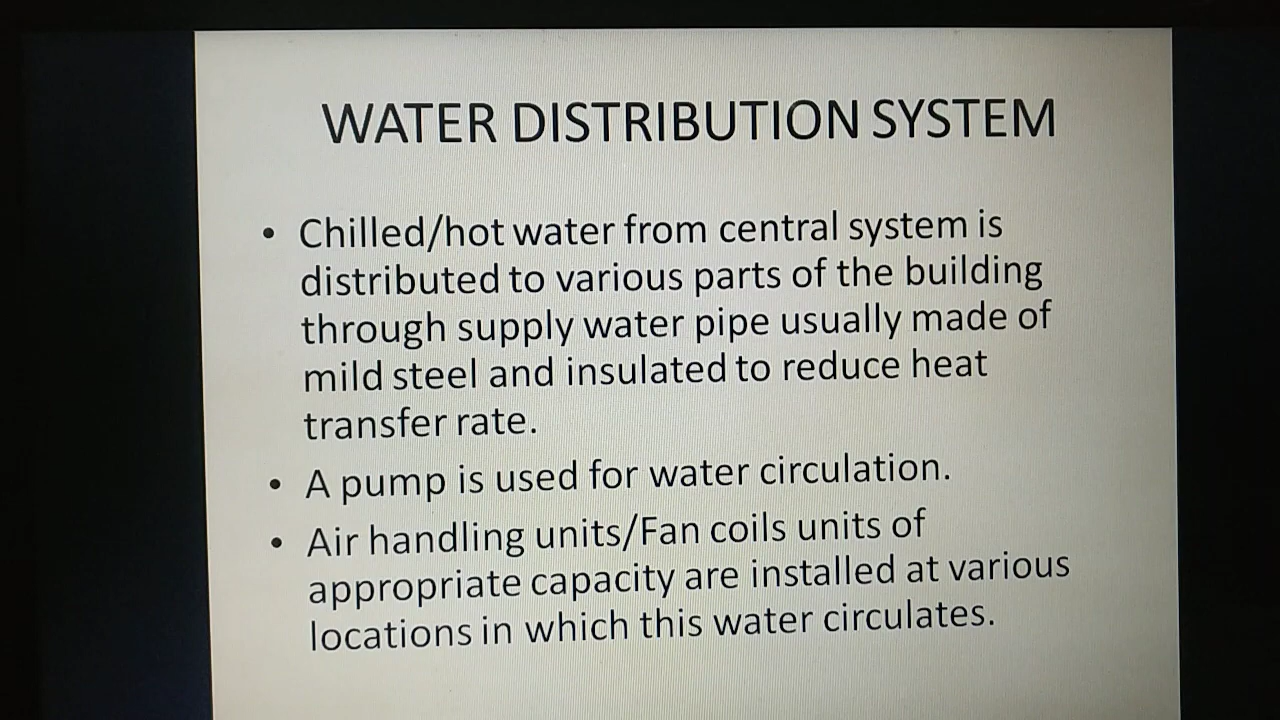 WATER DISTRIBUTION SYSTEM
• Chilled/hot water from central system is
distributed to various parts of the building
through supply water pipe usually made of
mild steel and insulated to reduce heat
transfer rate.
• A pump is used for water circulation.
• Air handling units/Fan coils units of
appropriate capacity are installed at various
locations in which this water circulates.